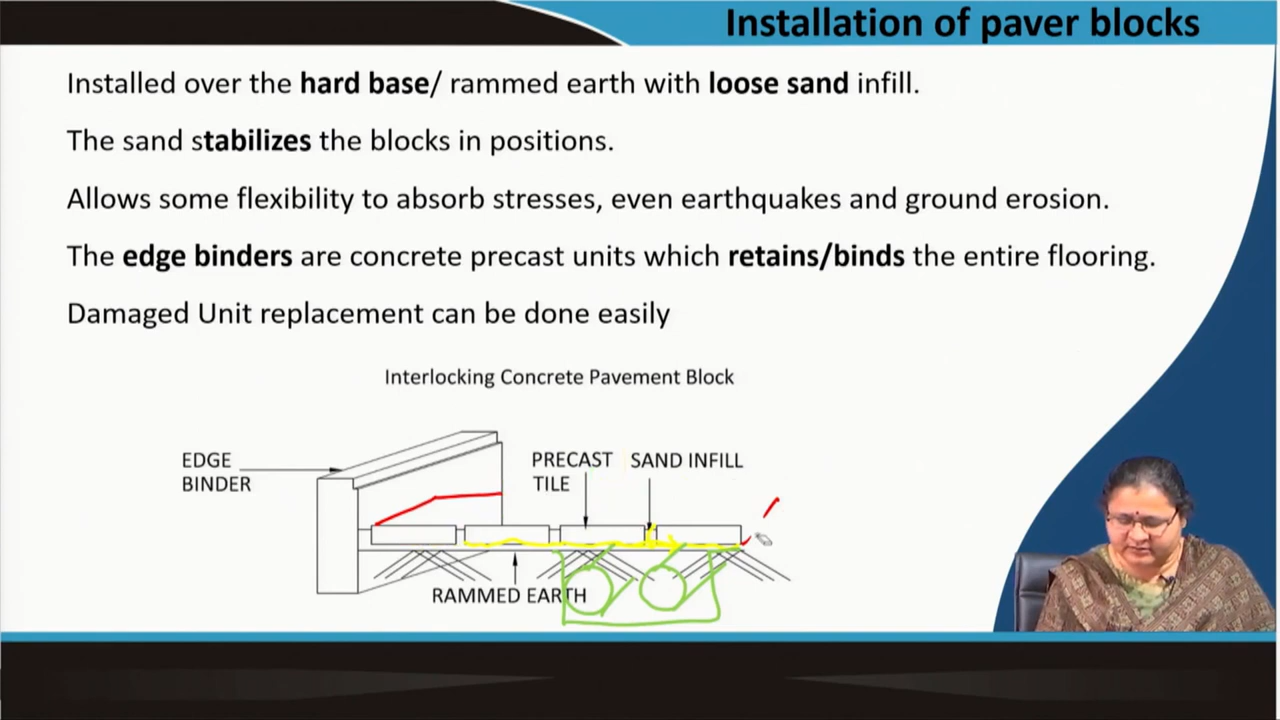 Installation of paver blocks
Installed over the hard base/ rammed earth with loose sand infill.
The sand stabilizes the blocks in positions.
Allows some flexibility to absorb stresses, even earthquakes and ground erosion.
The edge binders are concrete precast units which retains/binds the entire flooring.
Damaged Unit replacement can be done easily
Interlocking Concrete Pavement Block
EDGE
BINDER
PRECAST
TILE
SAND INFILL
RAMMED EARTH